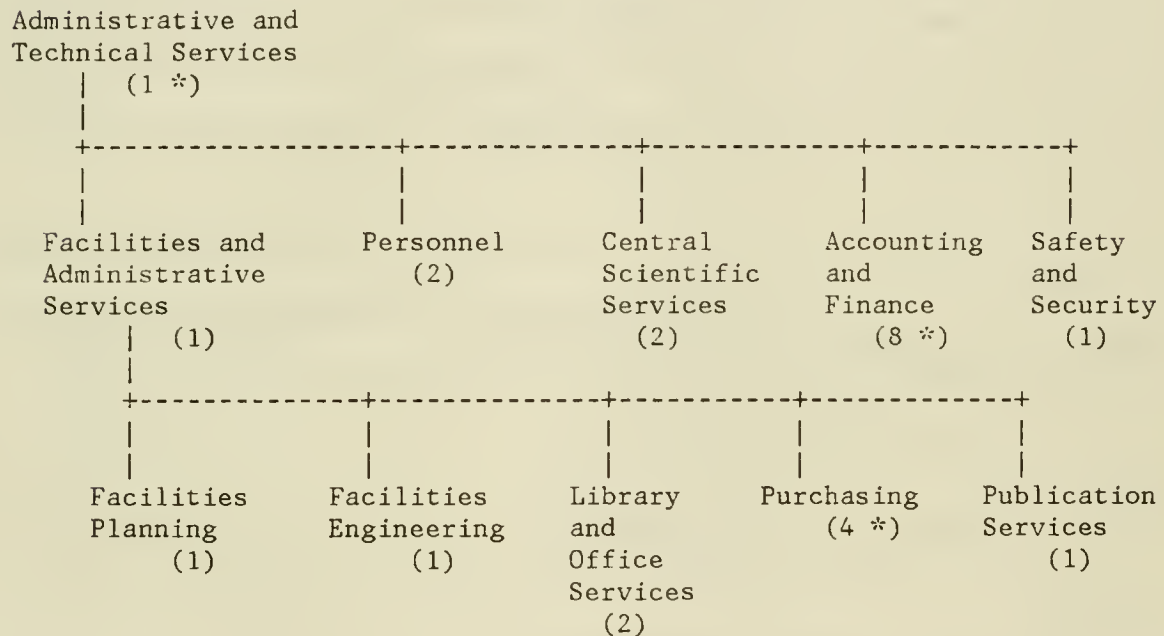 Administrative and
Technical Services
(1 *)
Facilities and
Administrative
Services
(1)
Personnel
(2)
Central
Scientific
Services
(2)
Accounting
and
Finance
(8 *)
Safety
and
Security
(1)
Facilities
Planning
(1)
Facilities
Engineering
(1)
Library
and
Office
Services
(2)
Purchasing
(4 *)
Publication
Services
(1)